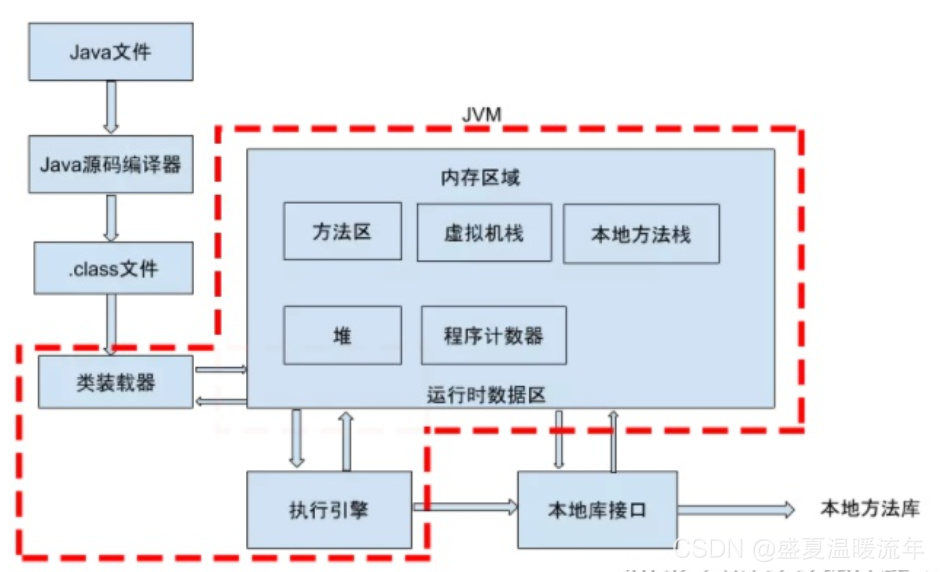 Java文件
JVM
Java源码编译器
内存区域
方法区
虚拟机栈
本地方法栈
.class文件
堆
程序计数器
类装载器
运行时数据区
执行引擎
本地库接口
本地方法库
CSDN @盛夏温暖流年